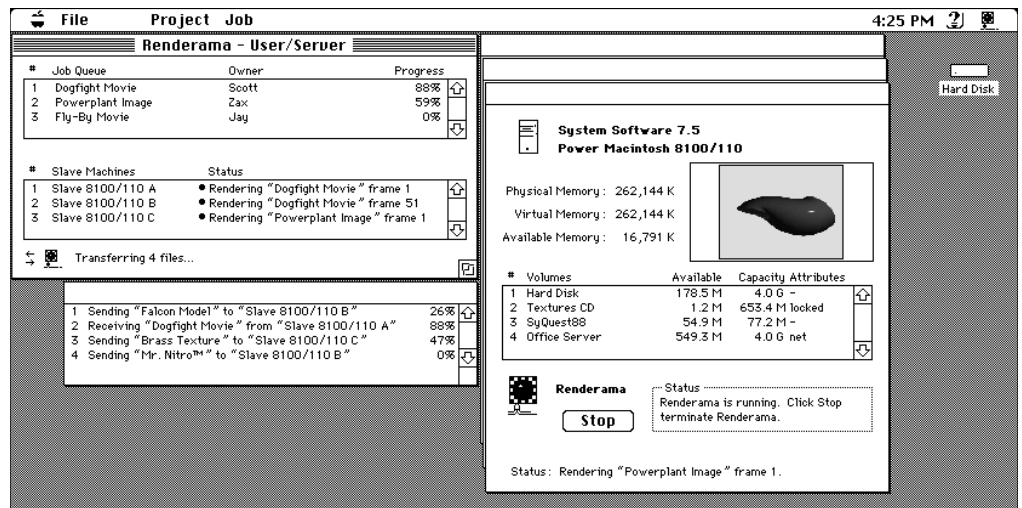 File Project Job 4:25 PM
Hard Disk
Renderama - User/Server
# Job Queue Owner Progress
1 Dogfight Movie Scott 88%
2 Powerplant Image Zax 59%
3 Fly-By Movie Jay 0%
# Slave Machines Status
1 Slave 8100/110 A • Rendering “Dogfight Movie” frame 1
2 Slave 8100/110 B • Rendering “Dogfight Movie” frame 51
3 Slave 8100/110 C • Rendering “Powerplant Image” frame 1
Transferring 4 files...
1 Sending “Falcon Model” to “Slave 8100/110 B” 26%
2 Receiving “Dogfight Movie” from “Slave 8100/110 A” 88%
3 Sending “Brass Texture” to “Slave 8100/110 C” 47%
4 Sending “Mr. Nitro™” to “Slave 8100/110 B” 0%
System Software 7.5
Power Macintosh 8100/110
Physical Memory: 262,144 K
Virtual Memory: 262,144 K
Available Memory: 16,791 K
# Volumes Available Capacity Attributes
1 Hard Disk 178.5 M 4.0 G -
2 Textures CD 1.2 M 653.4 M locked
3 SyQuest88 54.9 M 77.2 M -
4 Office Server 549.3 M 4.0 G net
Renderama
Stop
Status
Renderama is running. Click Stop
terminate Renderama.
Status: Rendering “Powerplant Image” frame 1.